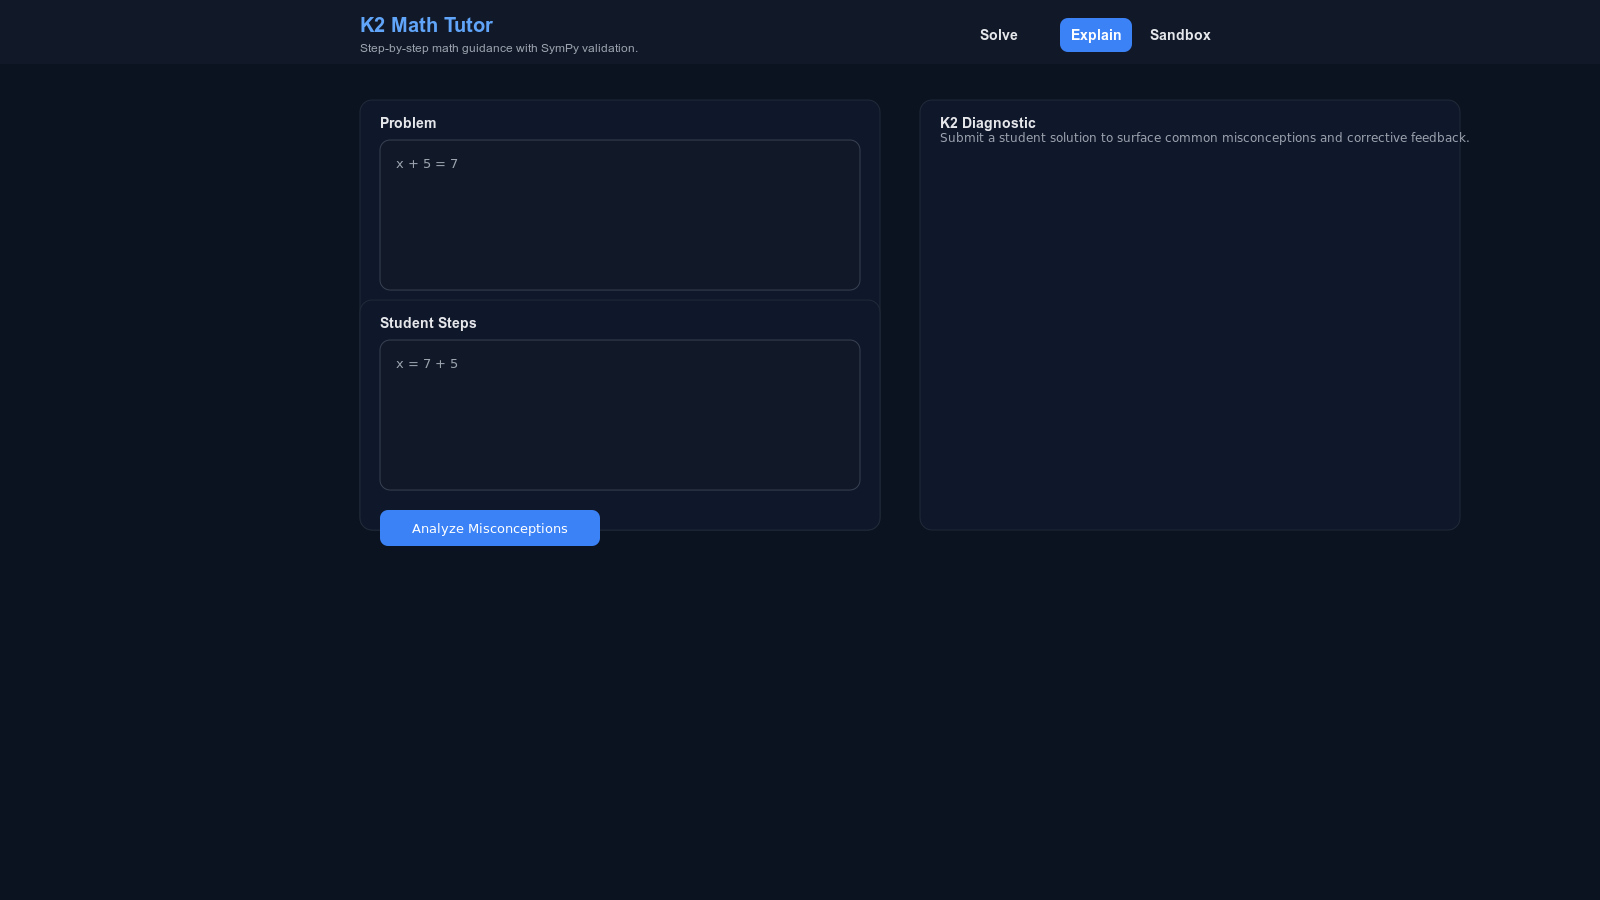 K2 Math Tutor
Step-by-step math guidance with SymPy validation.
Solve
Explain
Sandbox
Problem
x + 5 = 7
Student Steps
x = 7 + 5
Analyze Misconceptions
K2 Diagnostic
Submit a student solution to surface common misconceptions and corrective feedback.